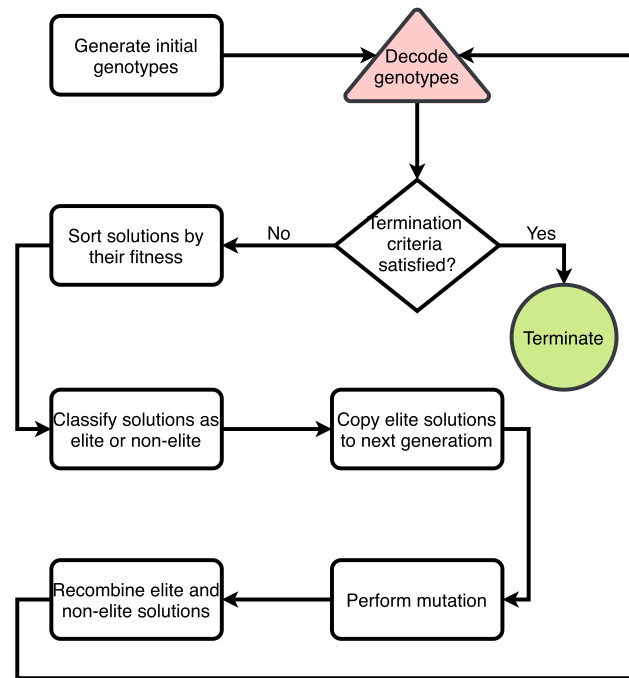 Generate initial
genotypes
Decode
genotypes
Termination
criteria
satisfied?
No
Yes
Sort solutions by
their fitness
Terminate
Classify solutions as
elite or non-elite
Copy elite solutions
to next generatiom
Recombine elite and
non-elite solutions
Perform mutation